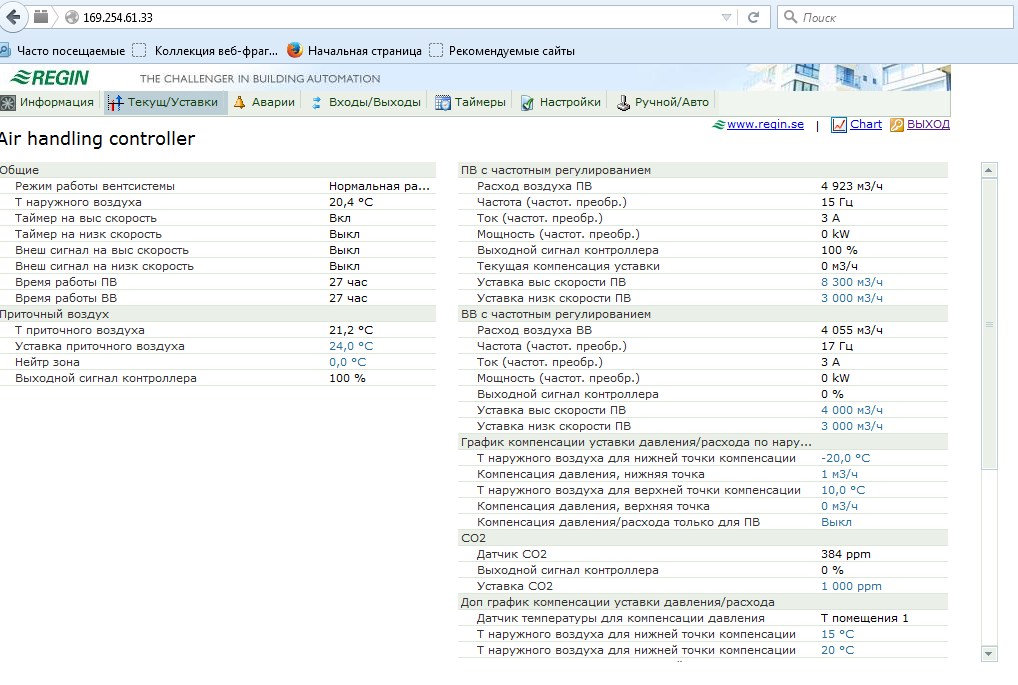 169.254.61.33
Поиск
Часто посещаемые Коллекция веб-фраг... Начальная страница Рекомендуемые сайты
REGIN THE CHALLENGER IN BUILDING AUTOMATION
Информация Текущ/Уставки Аварии Входы/Выходы Таймеры Настройки Ручной/Авто
www.regin.se | Chart ВЫХОД
Air handling controller
Общие
Режим работы вентсистемы Нормальная ра...
Т наружного воздуха 20,4 °C
Таймер на выс скорость Вкл
Таймер на низк скорость Выкл
Внеш сигнал на выс скорость Выкл
Внеш сигнал на низк скорость Выкл
Время работы ПВ 27 час
Время работы ВВ 27 час
Приточный воздух
Т приточного воздуха 21,2 °C
Уставка приточного воздуха 24,0 °C
Нейтр зона 0,0 °C
Выходной сигнал контроллера 100 %
ПВ с частотным регулированием
Расход воздуха ПВ 4 923 м3/ч
Частота (частот. преобр.) 15 Гц
Ток (частот. преобр.) 3 А
Мощность (частот. преобр.) 0 kW
Выходной сигнал контроллера 100 %
Текущая компенсация уставки 0 м3/ч
Уставка выс скорости ПВ 8 300 м3/ч
Уставка низк скорости ПВ 3 000 м3/ч
ВВ с частотным регулированием
Расход воздуха ВВ 4 055 м3/ч
Частота (частот. преобр.) 17 Гц
Ток (частот. преобр.) 3 А
Мощность (частот. преобр.) 0 kW
Выходной сигнал контроллера 0 %
Уставка выс скорости ПВ 4 000 м3/ч
Уставка низк скорости ПВ 3 000 м3/ч
График компенсации уставки давления/расхода по нару...
Т наружного воздуха для нижней точки компенсации -20,0 °C
Компенсация давления, нижняя точка 1 м3/ч
Т наружного воздуха для верхней точки компенсации 10,0 °C
Компенсация давления, верхняя точка 0 м3/ч
Компенсация давления/расхода только для ПВ Выкл
CO2
Датчик CO2 384 ppm
Выходной сигнал контроллера 0 %
Уставка CO2 1 000 ppm
Доп график компенсации уставки давления/расхода
Датчик температуры для компенсации давления Т помещения 1
Т наружного воздуха для нижней точки компенсации 15 °C
Т наружного воздуха для нижней точки компенсации 20 °C